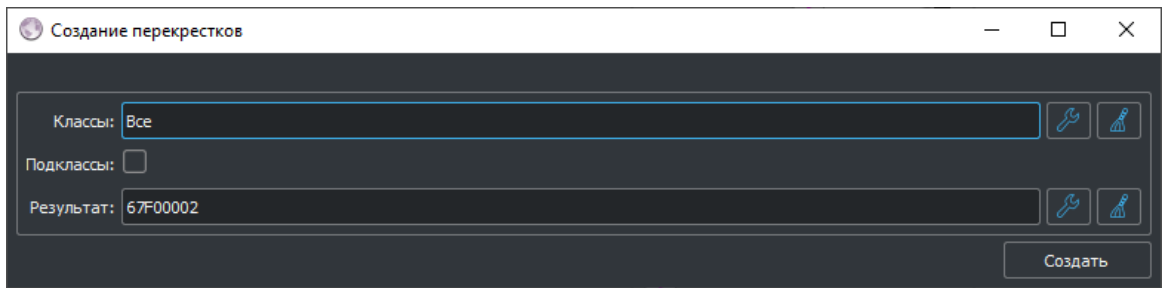 Создание перекрестков
Классы: Все
Подклассы:
Результат: 67F00002
Создать